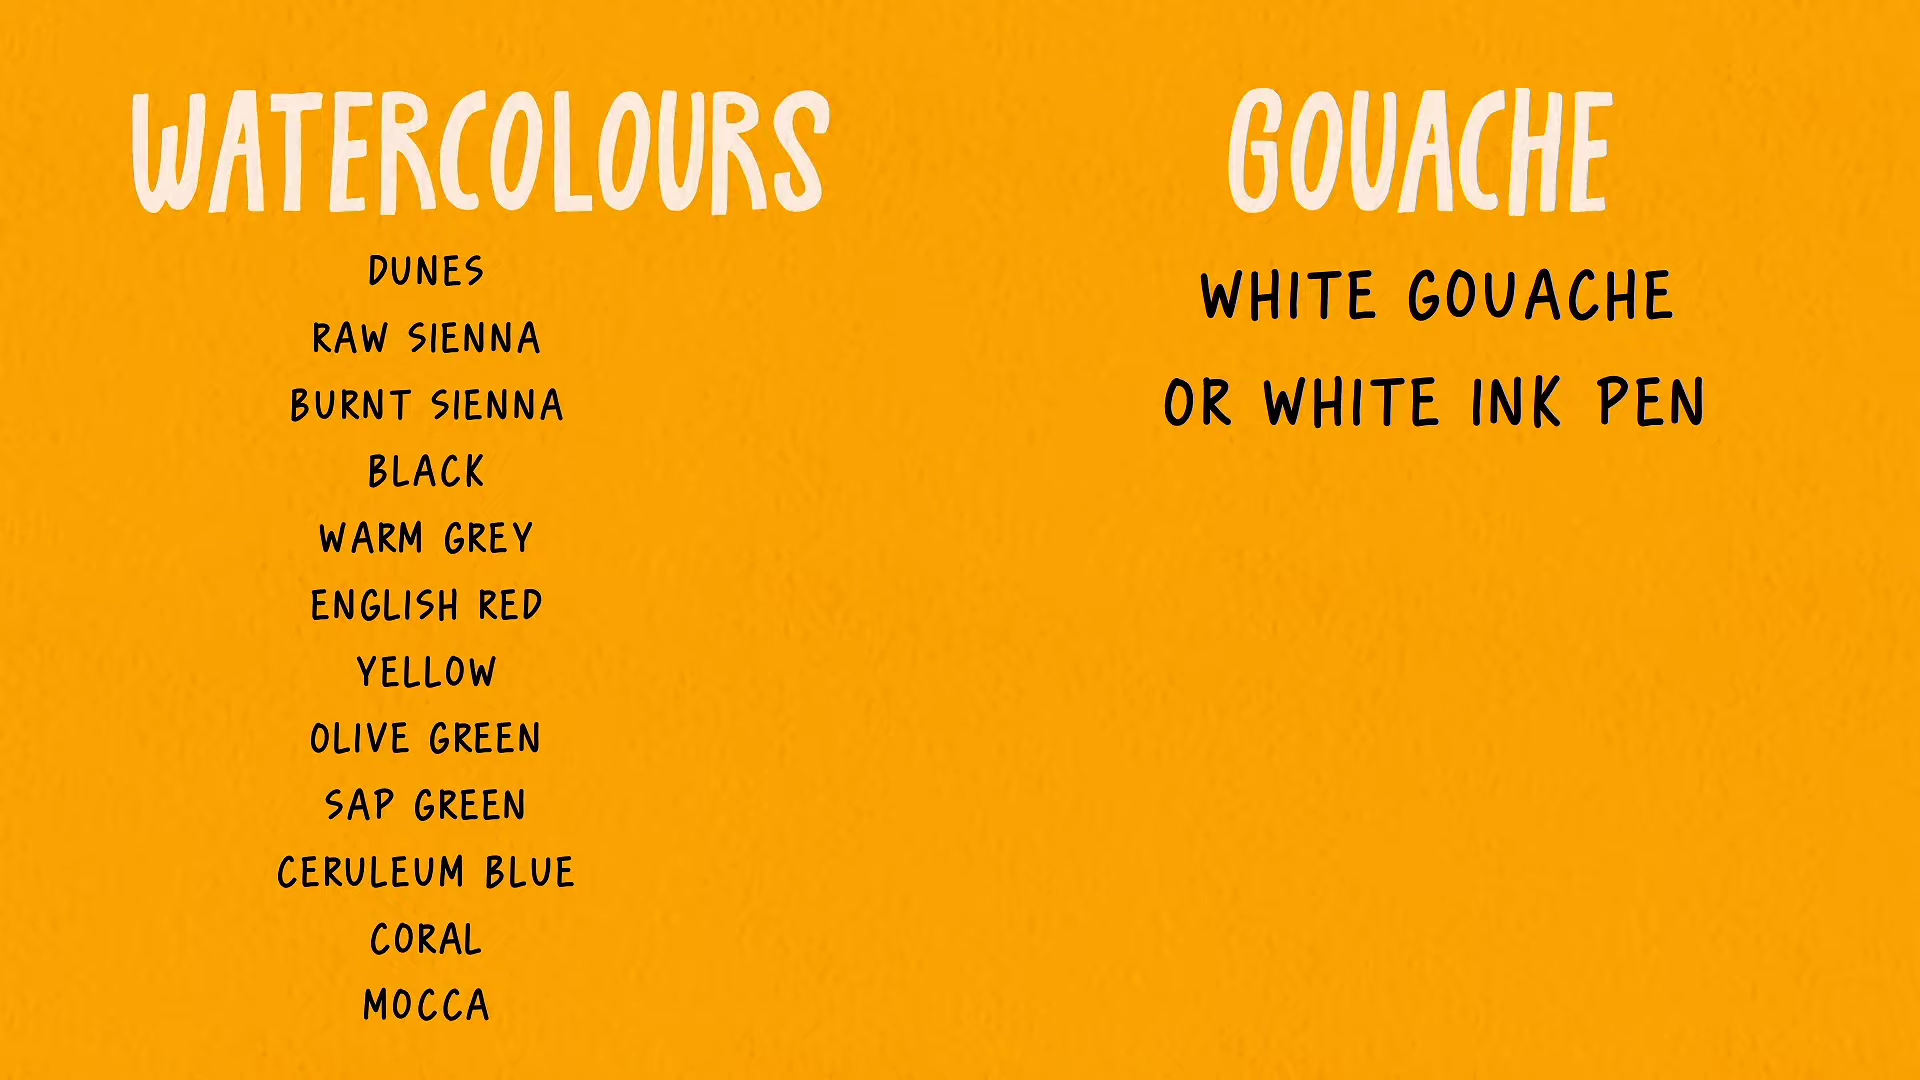 WATERCOLOURS
DUNES
RAW SIENNA
BURNT SIENNA
BLACK
WARM GREY
ENGLISH RED
YELLOW
OLIVE GREEN
SAP GREEN
CERULEUM BLUE
CORAL
MOCCA
GOUACHE
WHITE GOUACHE
OR WHITE INK PEN